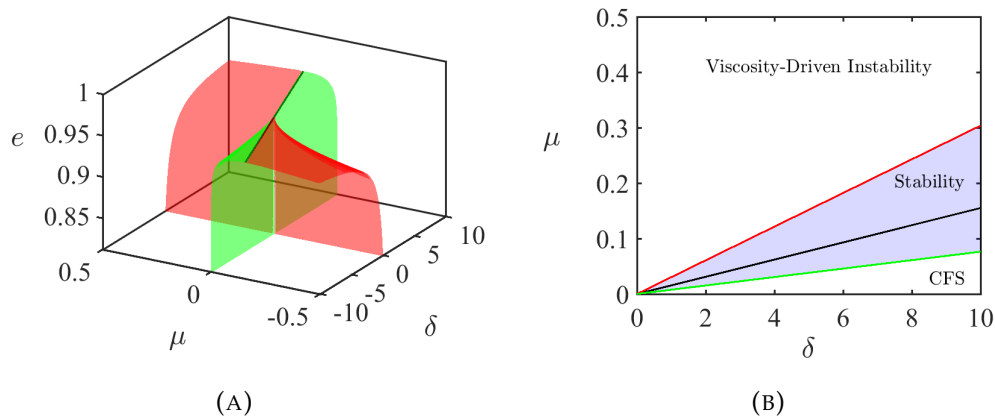 1
0.95
e
0.9
0.85
0.5
0
-0.5
μ
-10
-5
0
5
10
δ
(A)
0.5
0.4
0.3
μ
0.2
0.1
0
Viscosity-Driven Instability
Stability
CFS
0 2 4 6 8 10
δ
(B)